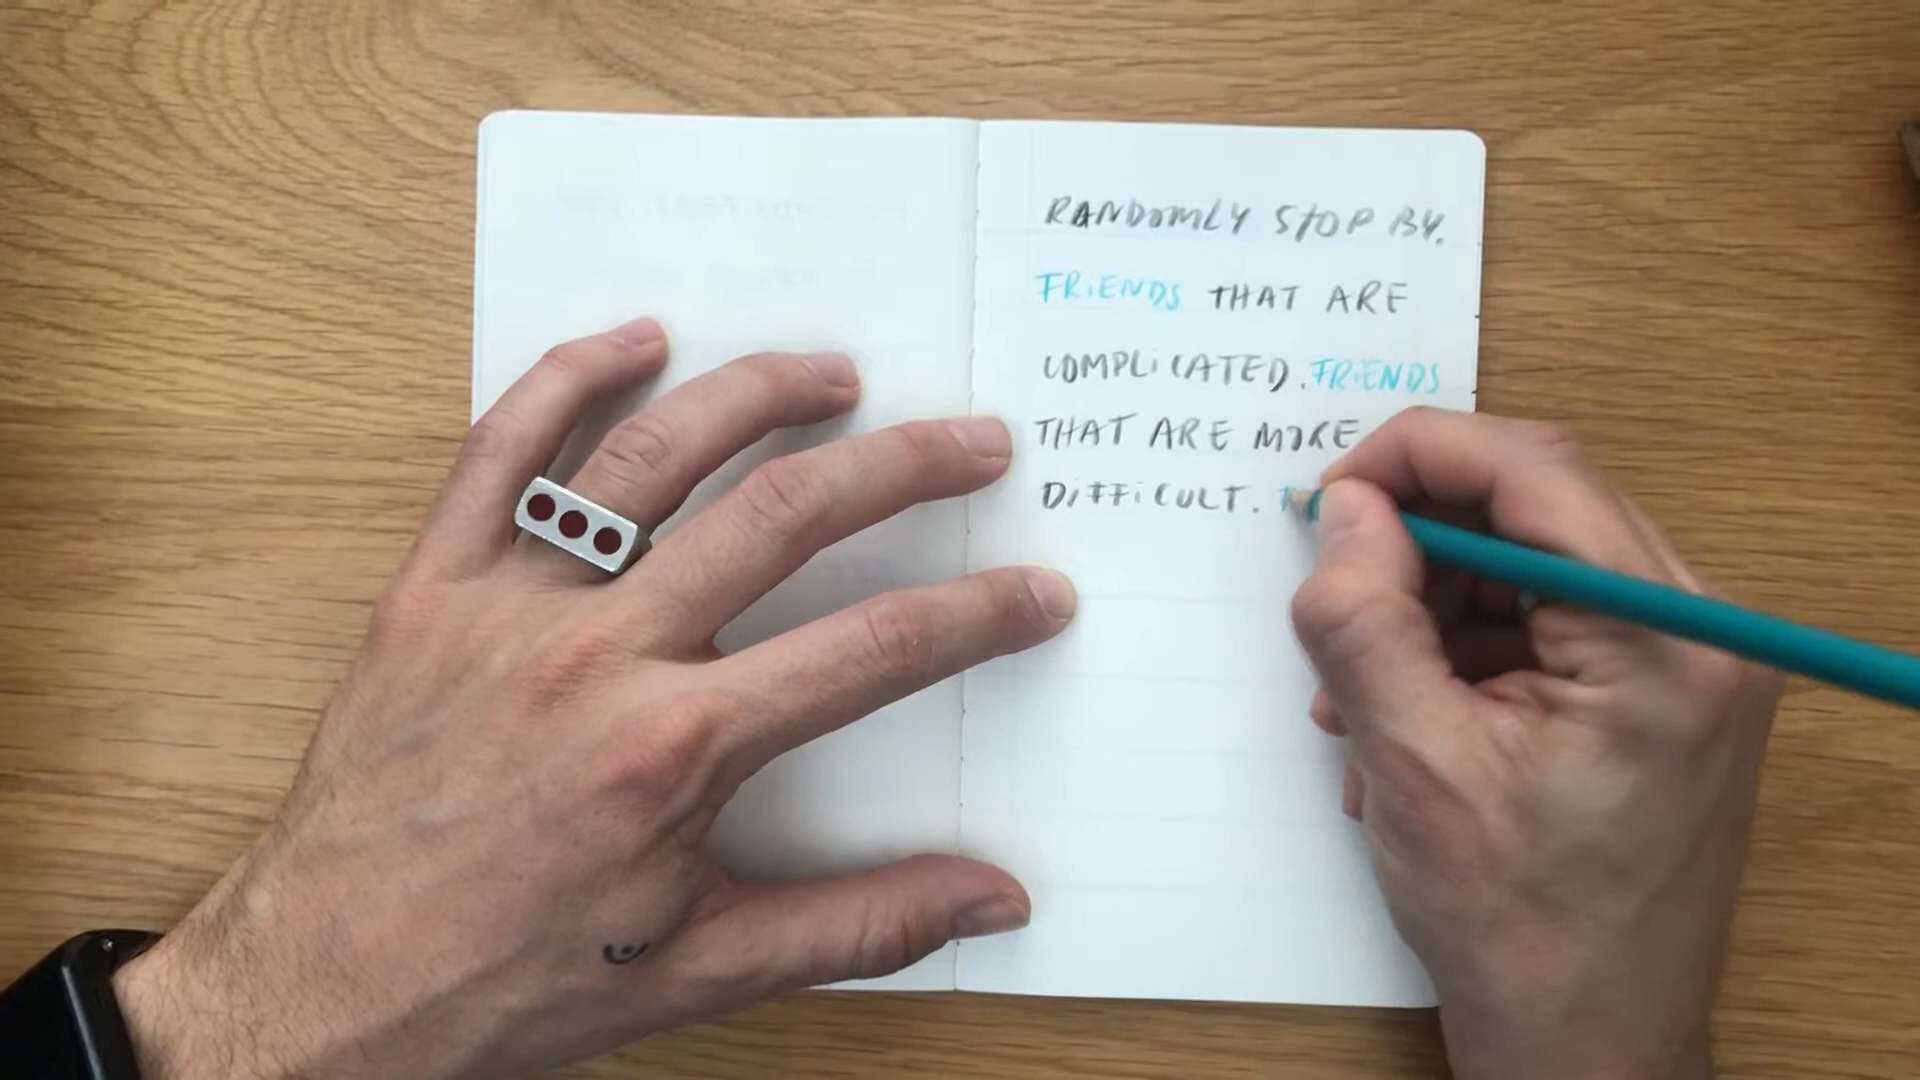 RANDOMLY STOP BY.
FRiENDS THAT ARE
COMPLiCATED. FRiENDS
THAT ARE MORE
DiFFiCULT.